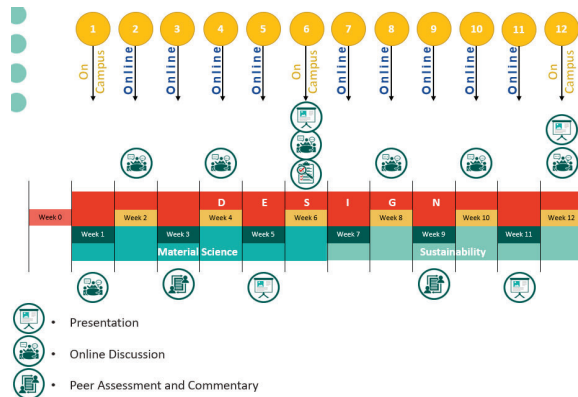 1 2 3 4 5 6 7 8 9 10 11 12
On Campus Online Online Online Online On Campus Online Online Online Online Online On Campus
D E S I G N
Week 0 Week 2 Week 4 Week 6 Week 8 Week 10 Week 12
Week 1 Week 3 Week 5 Week 7 Week 9 Week 11
Material Science Sustainability
• Presentation
• Online Discussion
• Peer Assessment and Commentary